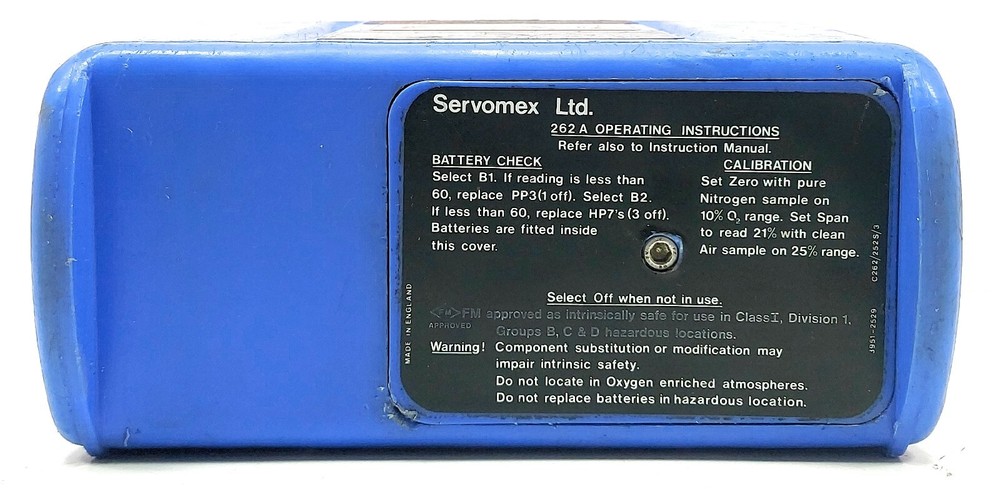 Servomex Ltd.
262 A OPERATING INSTRUCTIONS
Refer also to Instruction Manual.
BATTERY CHECK
Select B1. If reading is less than
60, replace PP3(1 off). Select B2.
If less than 60, replace HP7's (3 off).
Batteries are fitted inside
this cover.
CALIBRATION
Set Zero with pure
Nitrogen sample on
10% O₂ range. Set Span
to read 21% with clean
Air sample on 25% range.
Select Off when not in use.
FM FM approved as intrinsically safe for use in Class I, Division 1,
APPROVED Groups B, C & D hazardous locations.
Warning! Component substitution or modification may
impair intrinsic safety.
Do not locate in Oxygen enriched atmospheres.
Do not replace batteries in hazardous location.
MADE IN ENGLAND
C262/252S/3
3951-2529